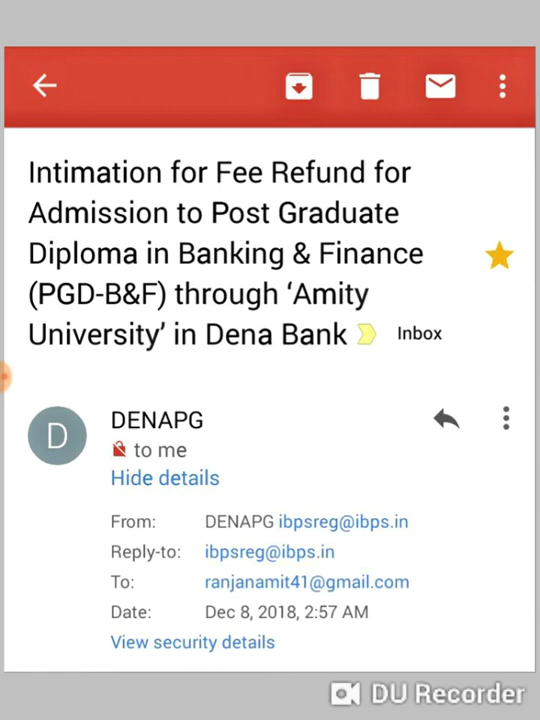 Intimation for Fee Refund for
Admission to Post Graduate
Diploma in Banking & Finance
(PGD-B&F) through ‘Amity
University’ in Dena Bank Inbox
D
DENAPG
to me
Hide details
From: DENAPG ibpsreg@ibps.in
Reply-to: ibpsreg@ibps.in
To: ranjanamit41@gmail.com
Date: Dec 8, 2018, 2:57 AM
View security details
DU Recorder